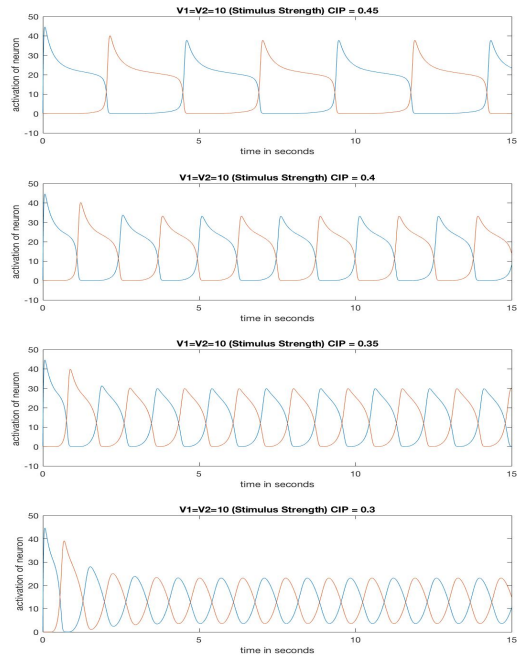 V1=V2=10 (Stimulus Strength) CIP = 0.45
50
40
30
20
10
0
-10
activation of neuron
0 5 10 15
time in seconds
V1=V2=10 (Stimulus Strength) CIP = 0.4
50
40
30
20
10
0
-10
activation of neuron
0 5 10 15
time in seconds
V1=V2=10 (Stimulus Strength) CIP = 0.35
50
40
30
20
10
0
-10
activation of neuron
0 5 10 15
time in seconds
V1=V2=10 (Stimulus Strength) CIP = 0.3
50
40
30
20
10
0
activation of neuron
0 5 10 15
time in seconds